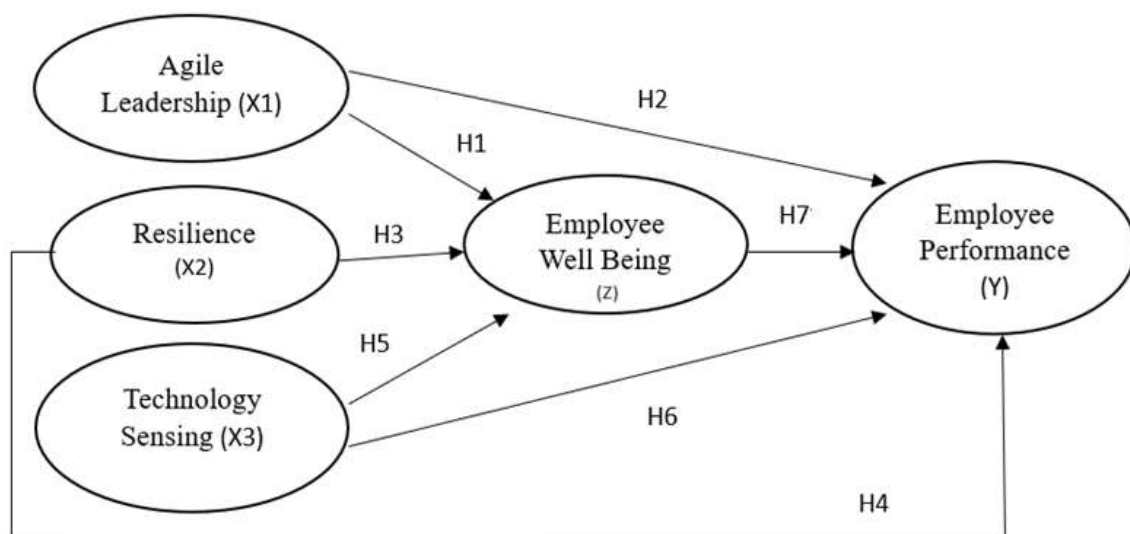 Agile
Leadership (X1)
H2
H1
Resilience
(X2)
H3
Employee
Well Being
(Z)
H7
Employee
Performance
(Y)
H5
Technology
Sensing (X3)
H6
H4